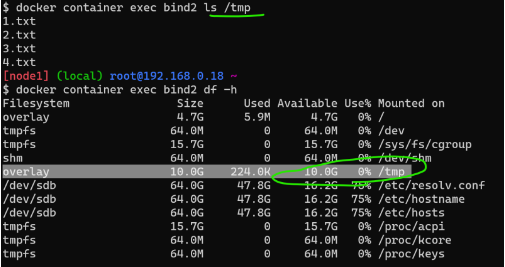 $ docker container exec bind2 ls /tmp
1.txt
2.txt
3.txt
4.txt
[node1] (local) root@192.168.0.18 ~
$ docker container exec bind2 df -h
Filesystem Size Used Available Use% Mounted on
overlay 4.7G 5.9M 4.7G 0% /
tmpfs 64.0M 0 64.0M 0% /dev
tmpfs 15.7G 0 15.7G 0% /sys/fs/cgroup
shm 64.0M 0 64.0M 0% /dev/shm
overlay 10.0G 224.0K 10.0G 0% /tmp
/dev/sdb 64.0G 47.8G 16.2G 75% /etc/resolv.conf
/dev/sdb 64.0G 47.8G 16.2G 75% /etc/hostname
/dev/sdb 64.0G 47.8G 16.2G 75% /etc/hosts
tmpfs 15.7G 0 15.7G 0% /proc/acpi
tmpfs 64.0M 0 64.0M 0% /proc/kcore
tmpfs 64.0M 0 64.0M 0% /proc/keys